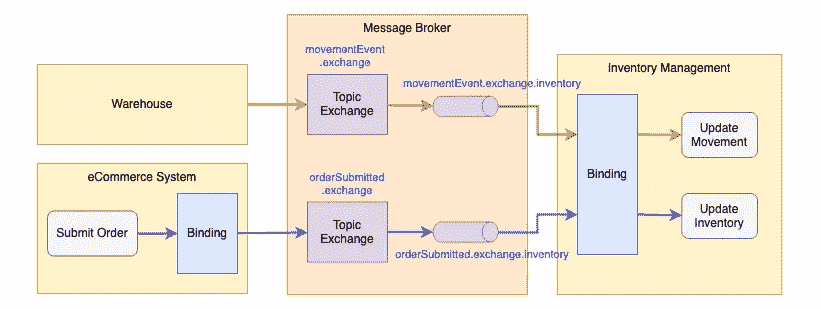 Message Broker
movementEvent
.exchange
Topic
Exchange
movementEvent.exchange.inventory
Warehouse
eCommerce System
Submit Order
Binding
orderSubmitted
.exchange
Topic
Exchange
orderSubmitted.exchange.inventory
Inventory Management
Binding
Update
Movement
Update
Inventory